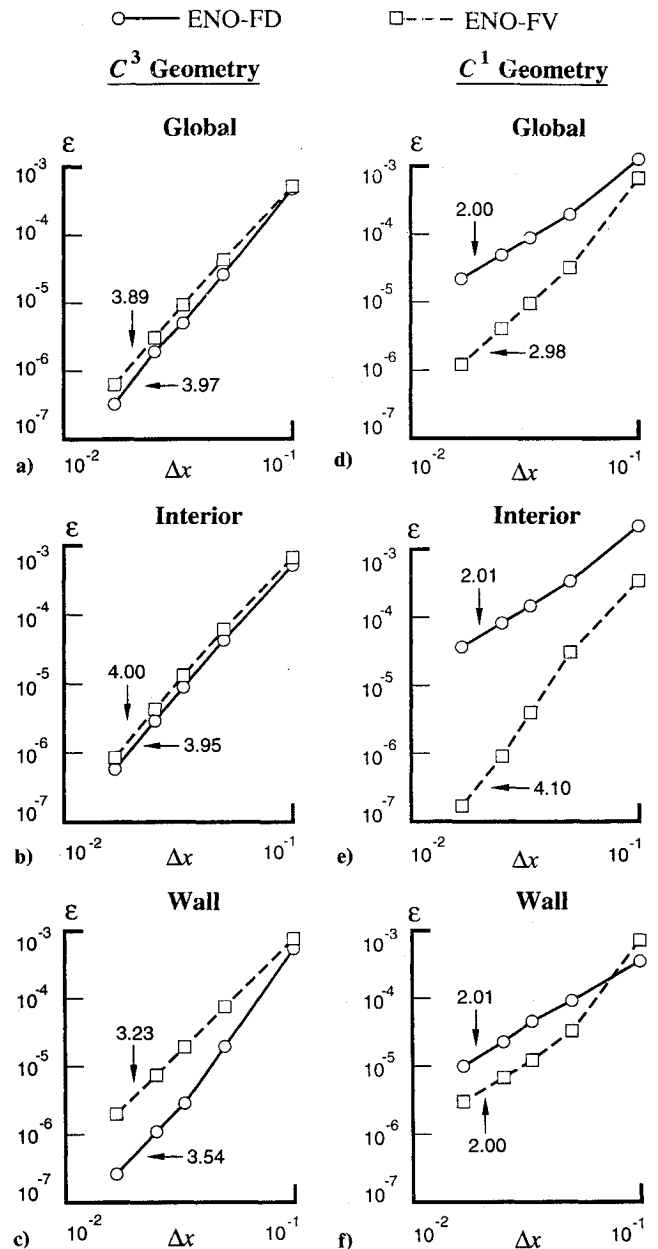 ENO-FD
ENO-FV
C³ Geometry
C¹ Geometry
Global
ε
10⁻³
10⁻⁴
10⁻⁵
10⁻⁶
10⁻⁷
3.89
3.97
a)
10⁻²
Δx
10⁻¹
Global
ε
10⁻³
10⁻⁴
10⁻⁵
10⁻⁶
10⁻⁷
2.00
2.98
d)
10⁻²
Δx
10⁻¹
Interior
ε
10⁻³
10⁻⁴
10⁻⁵
10⁻⁶
10⁻⁷
4.00
3.95
b)
10⁻²
Δx
10⁻¹
Interior
ε
10⁻³
10⁻⁴
10⁻⁵
10⁻⁶
10⁻⁷
2.01
4.10
e)
10⁻²
Δx
10⁻¹
Wall
ε
10⁻³
10⁻⁴
10⁻⁵
10⁻⁶
10⁻⁷
3.23
3.54
c)
10⁻²
Δx
10⁻¹
Wall
ε
10⁻³
10⁻⁴
10⁻⁵
10⁻⁶
10⁻⁷
2.01
2.00
f)
10⁻²
Δx
10⁻¹